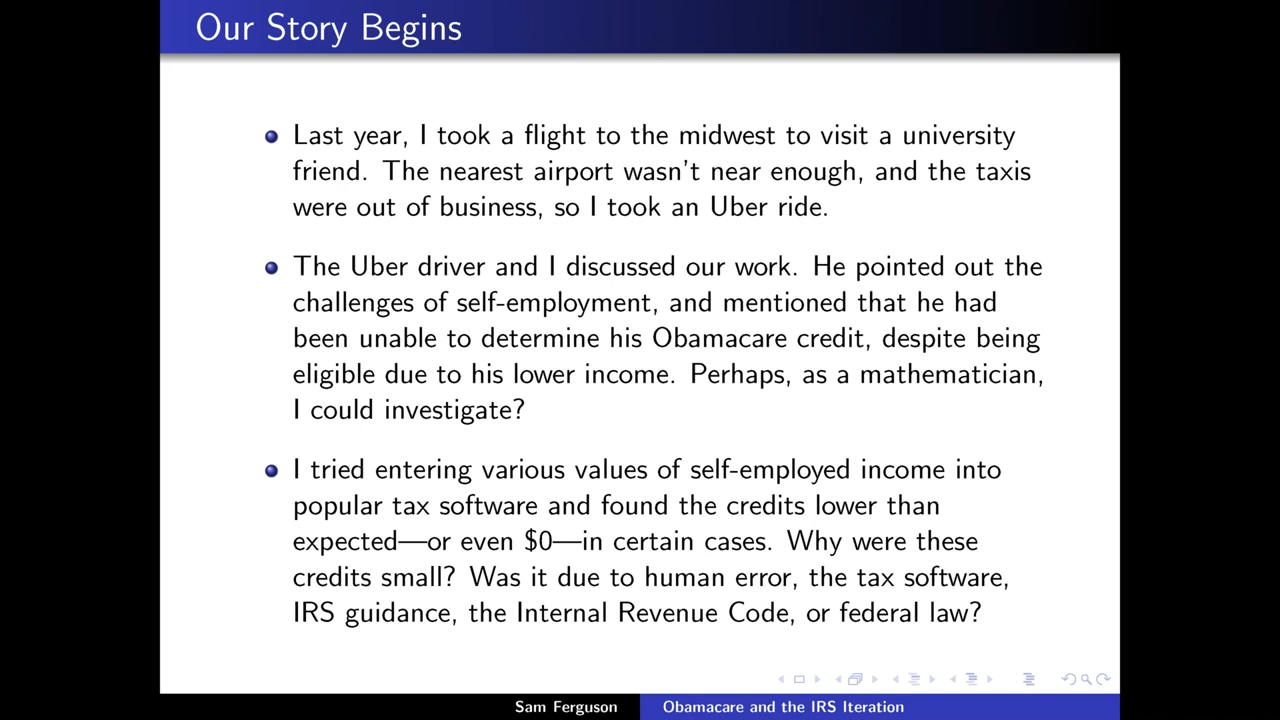 Our Story Begins
Last year, I took a flight to the midwest to visit a university
friend. The nearest airport wasn't near enough, and the taxis
were out of business, so I took an Uber ride.
The Uber driver and I discussed our work. He pointed out the
challenges of self-employment, and mentioned that he had
been unable to determine his Obamacare credit, despite being
eligible due to his lower income. Perhaps, as a mathematician,
I could investigate?
I tried entering various values of self-employed income into
popular tax software and found the credits lower than
expected—or even $0—in certain cases. Why were these
credits small? Was it due to human error, the tax software,
IRS guidance, the Internal Revenue Code, or federal law?
Sam Ferguson
Obamacare and the IRS Iteration